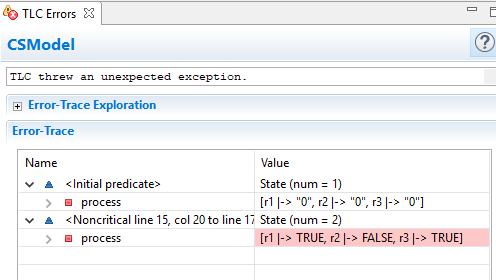 TLC Errors
CSModel
TLC threw an unexpected exception.
Error-Trace Exploration
Error-Trace
Name Value
<Initial predicate> State (num = 1)
process [r1 |-> "0", r2 |-> "0", r3 |-> "0"]
<Noncritical line 15, col 20 to line 17 State (num = 2)
process [r1 |-> TRUE, r2 |-> FALSE, r3 |-> TRUE]